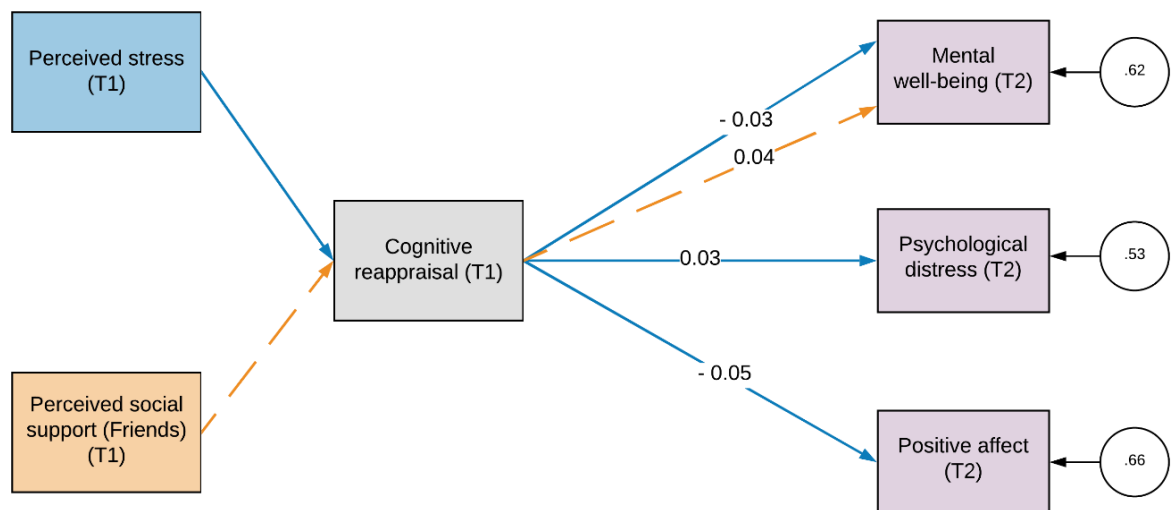 Perceived stress
(T1)
Perceived social
support (Friends)
(T1)
Cognitive
reappraisal (T1)
- 0.03
0.04
0.03
- 0.05
Mental
well-being (T2)
.62
Psychological
distress (T2)
.53
Positive affect
(T2)
.66